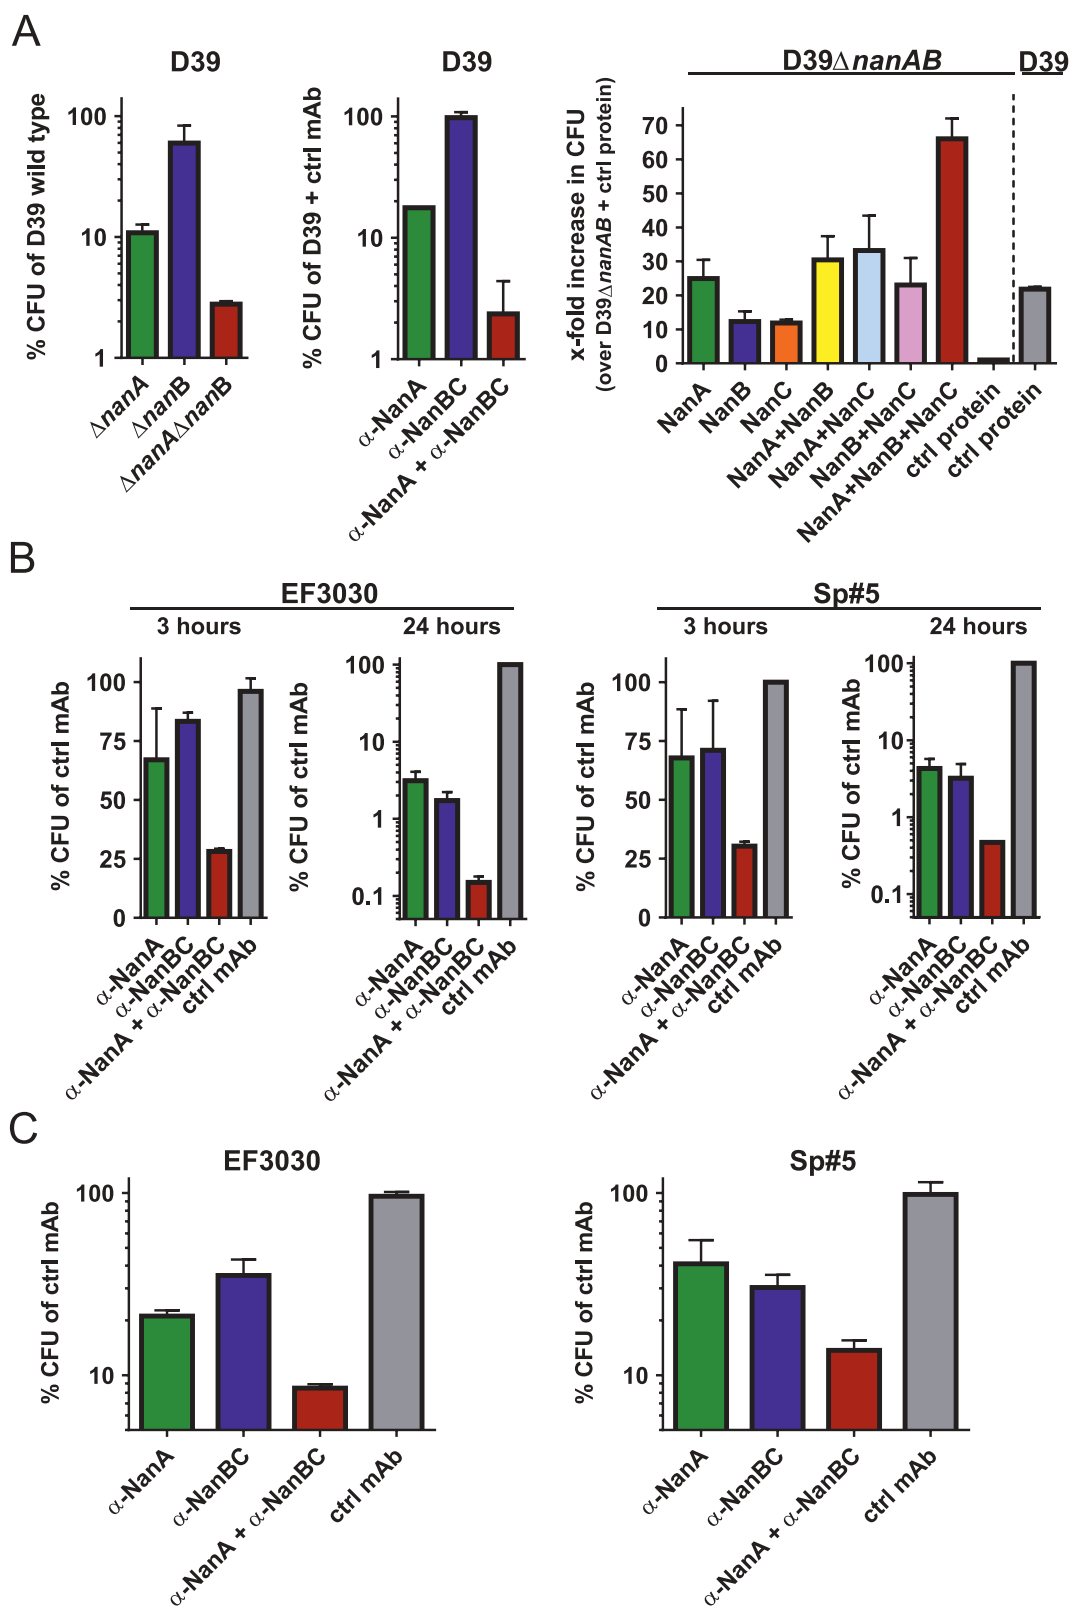 A
D39
% CFU of D39 wild type
100
10
1
ΔnanA
ΔnanB
ΔnanAΔnanB
D39
% CFU of D39 + ctrl mAb
100
10
1
α-NanA
α-NanBC
α-NanA + α-NanBC
D39ΔnanAB
D39
x-fold increase in CFU
(over D39ΔnanAB + ctrl protein)
70
60
50
40
30
20
10
0
NanA
NanB
NanC
NanA+NanB
NanA+NanC
NanB+NanC
NanA+NanB+NanC
ctrl protein
ctrl protein
B
EF3030
3 hours
% CFU of ctrl mAb
100
75
50
25
0
α-NanA
α-NanBC
α-NanA + α-NanBC
ctrl mAb
24 hours
% CFU of ctrl mAb
100
10
1
0.1
α-NanA
α-NanBC
α-NanA + α-NanBC
ctrl mAb
Sp#5
3 hours
% CFU of ctrl mAb
100
75
50
25
0
α-NanA
α-NanBC
α-NanA + α-NanBC
ctrl mAb
24 hours
% CFU of ctrl mAb
100
10
1
0.1
α-NanA
α-NanBC
α-NanA + α-NanBC
ctrl mAb
C
EF3030
% CFU of ctrl mAb
100
10
α-NanA
α-NanBC
α-NanA + α-NanBC
ctrl mAb
Sp#5
% CFU of ctrl mAb
100
10
α-NanA
α-NanBC
α-NanA + α-NanBC
ctrl mAb